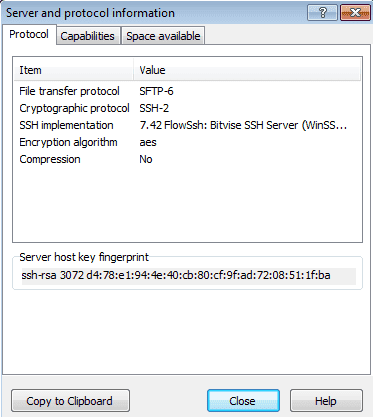 Server and protocol information
?
Protocol Capabilities Space available
Item Value
File transfer protocol SFTP-6
Cryptographic protocol SSH-2
SSH implementation 7.42 FlowSsh: Bitvise SSH Server (WinSS...
Encryption algorithm aes
Compression No
Server host key fingerprint
ssh-rsa 3072 d4:78:e1:94:4e:40:cb:80:cf:9f:ad:72:08:51:1f:ba
Copy to Clipboard Close Help